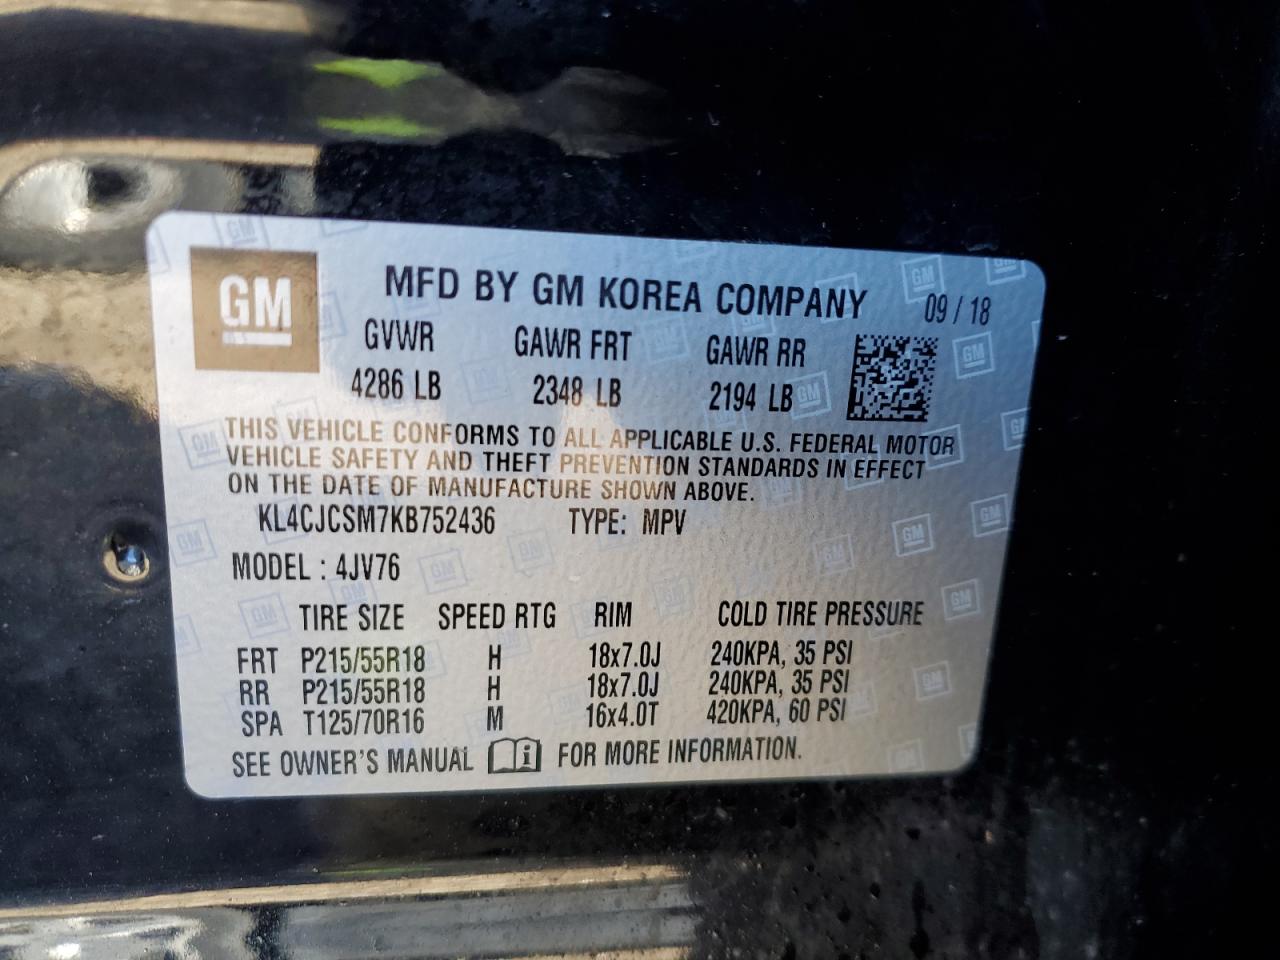 GM
MFD BY GM KOREA COMPANY 09 / 18
GVWR GAWR FRT GAWR RR
4286 LB 2348 LB 2194 LB
THIS VEHICLE CONFORMS TO ALL APPLICABLE U.S. FEDERAL MOTOR
VEHICLE SAFETY AND THEFT PREVENTION STANDARDS IN EFFECT
ON THE DATE OF MANUFACTURE SHOWN ABOVE.
KL4CJCSM7KB752436 TYPE: MPV
MODEL : 4JV76
TIRE SIZE SPEED RTG RIM COLD TIRE PRESSURE
FRT P215/55R18 H 18x7.0J 240KPA, 35 PSI
RR P215/55R18 H 18x7.0J 240KPA, 35 PSI
SPA T125/70R16 M 16x4.0T 420KPA, 60 PSI
SEE OWNER'S MANUAL i FOR MORE INFORMATION.